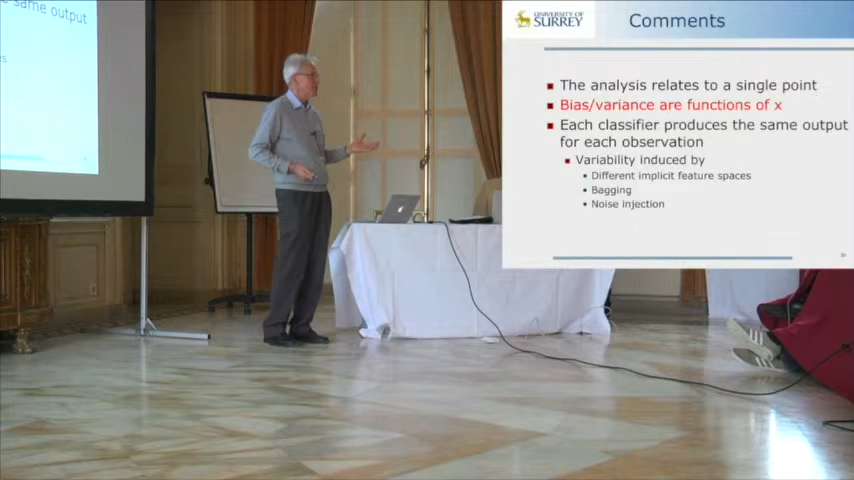 same output
UNIVERSITY OF
SURREY
Comments
The analysis relates to a single point
Bias/variance are functions of x
Each classifier produces the same output
for each observation
Variability induced by
Different implicit feature spaces
Bagging
Noise injection